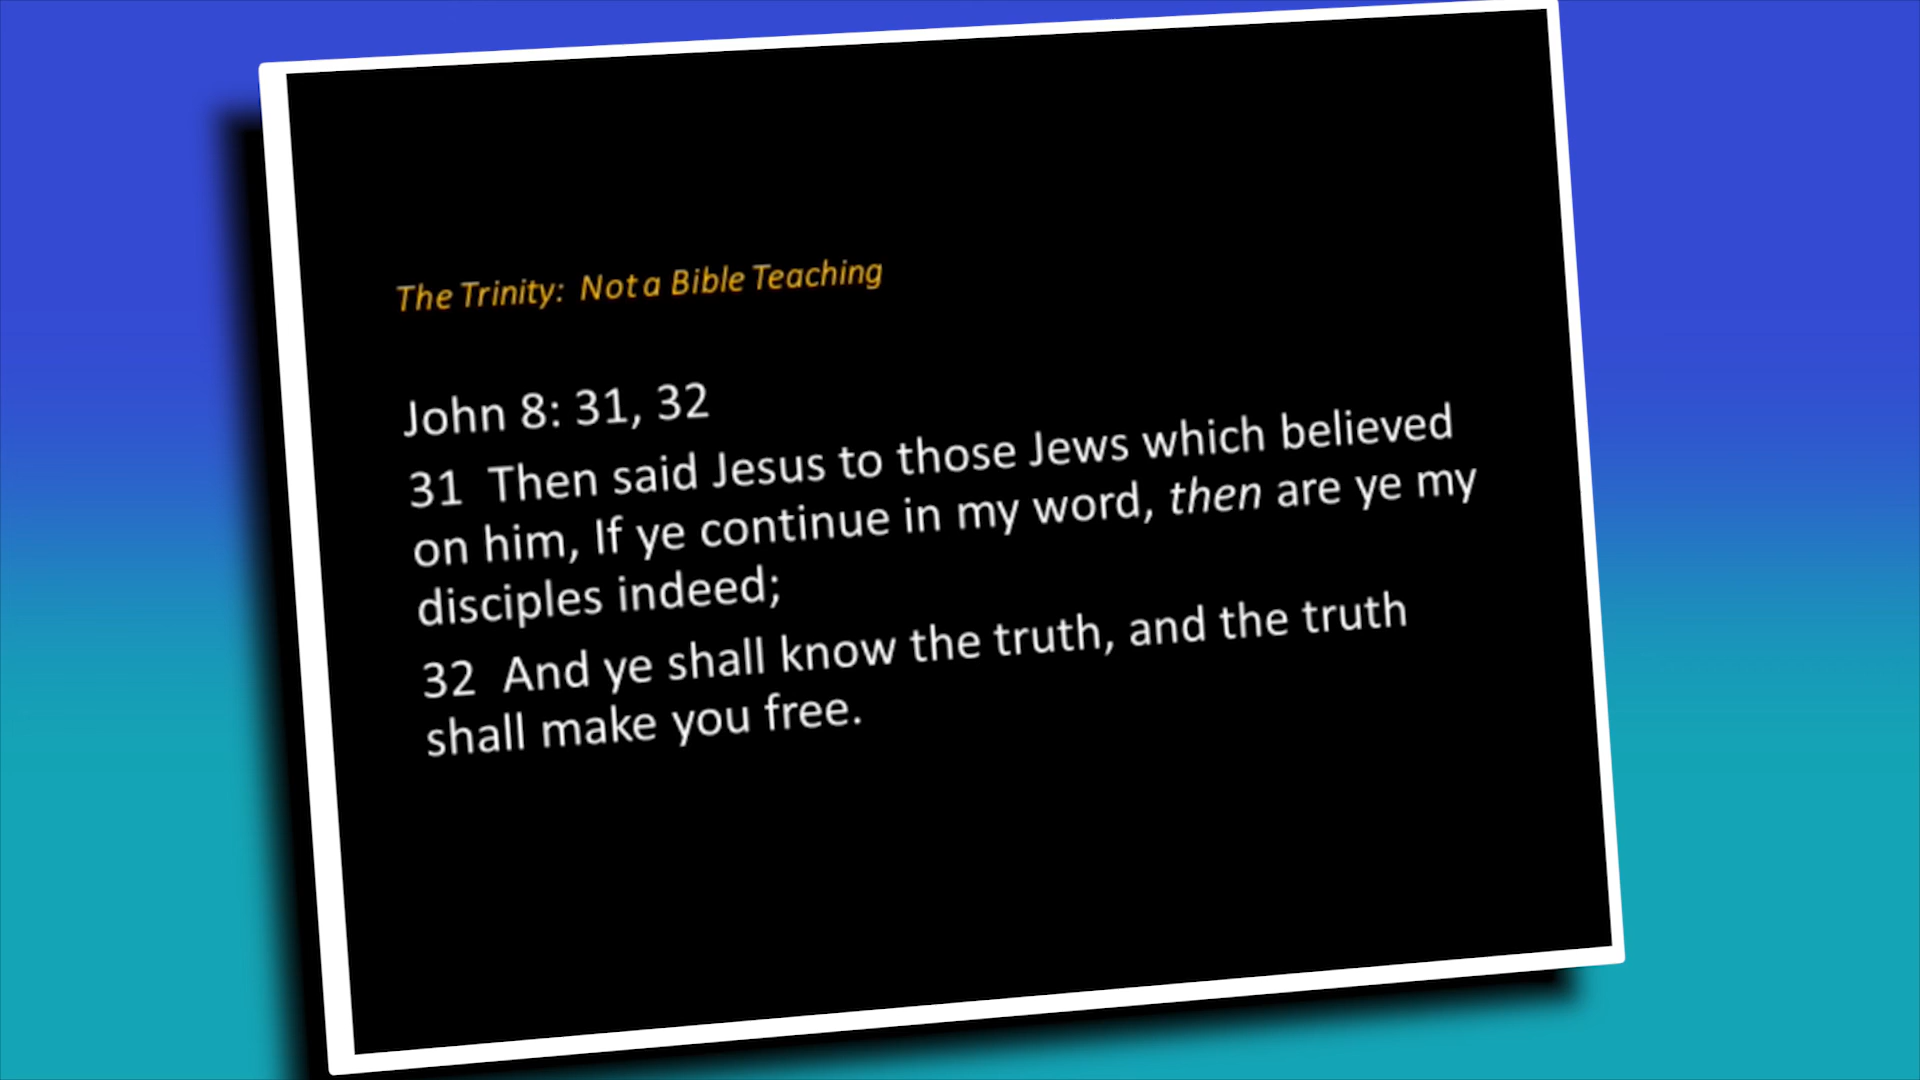 The Trinity: Not a Bible Teaching
John 8: 31, 32
31 Then said Jesus to those Jews which believed
on him, If ye continue in my word, then are ye my
disciples indeed;
32 And ye shall know the truth, and the truth
shall make you free.